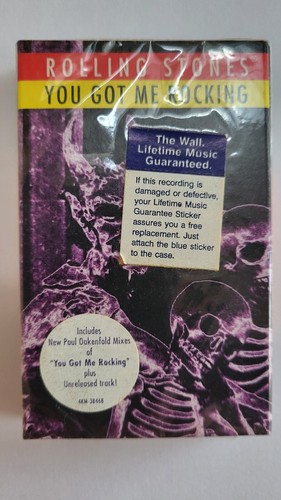 ROLLING STONES
YOU GOT ME ROCKING
The Wall.
Lifetime Music
Guaranteed.
If this recording is
damaged or defective,
your Lifetime Music
Guarantee Sticker
assures you a free
replacement. Just
attach the blue sticker
to the case.
Includes
New Paul Oakenfold Mixes
of
"You Got Me Rocking"
plus
Unreleased track!
4KM 38468